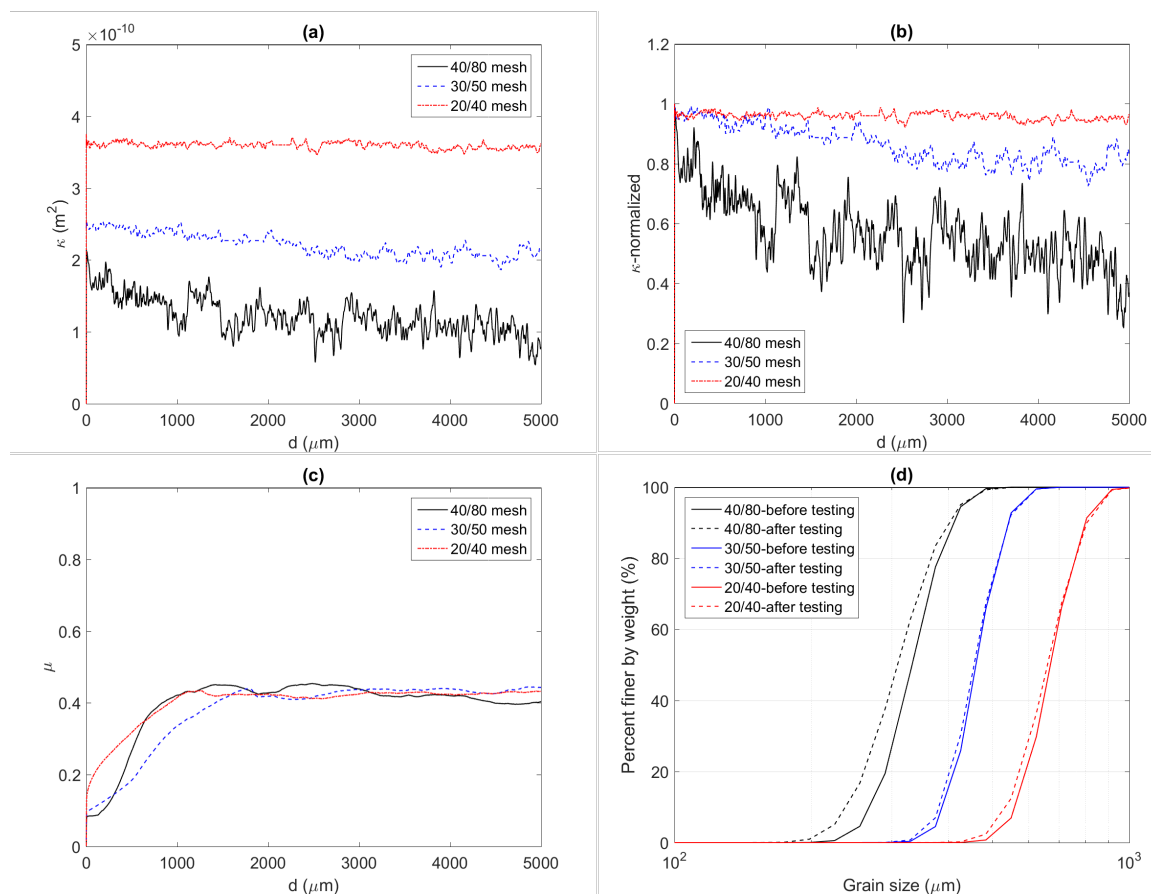 (a)
×10⁻¹⁰
5
4
3
2
1
0
κ (m²)
40/80 mesh
30/50 mesh
20/40 mesh
0 1000 2000 3000 4000 5000
d (μm)
(b)
1.2
1
0.8
0.6
0.4
0.2
0
κ-normalized
40/80 mesh
30/50 mesh
20/40 mesh
0 1000 2000 3000 4000 5000
d (μm)
(c)
1
0.8
0.6
0.4
0.2
0
μ
40/80 mesh
30/50 mesh
20/40 mesh
0 1000 2000 3000 4000 5000
d (μm)
(d)
100
80
60
40
20
0
Percent finer by weight (%)
40/80-before testing
40/80-after testing
30/50-before testing
30/50-after testing
20/40-before testing
20/40-after testing
10² 10³
Grain size (μm)